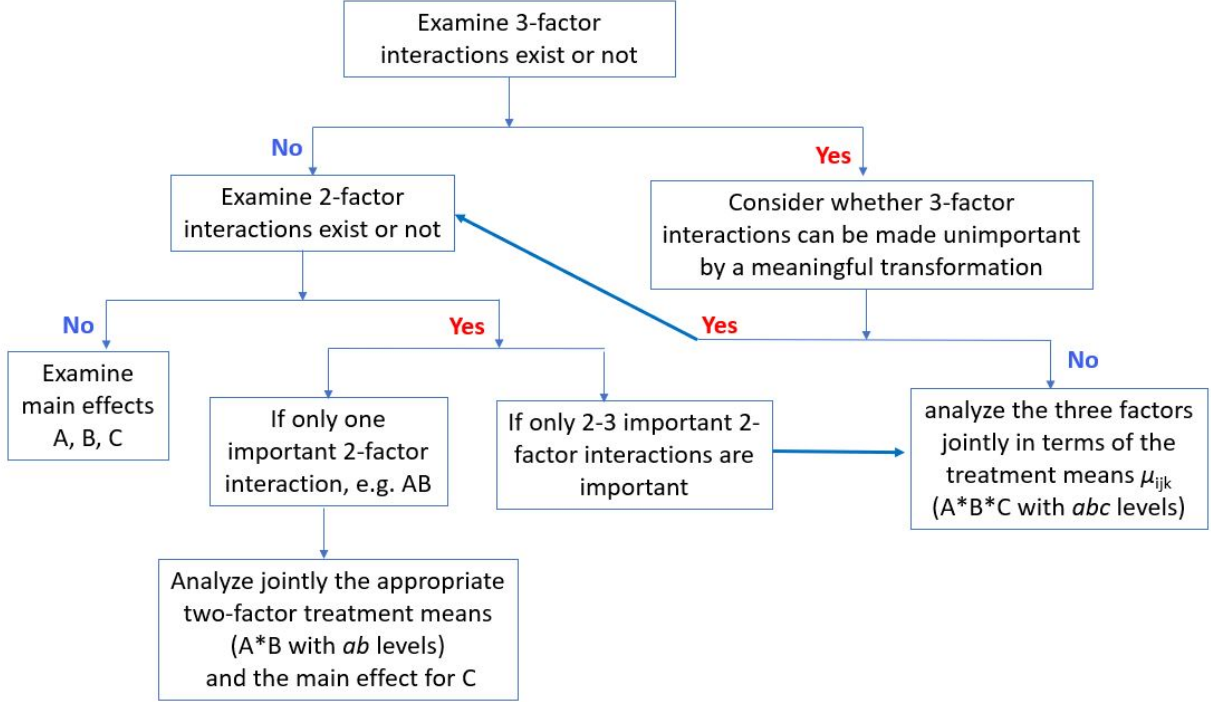 Examine 3-factor
interactions exist or not
No
Yes
Examine 2-factor
interactions exist or not
Consider whether 3-factor
interactions can be made unimportant
by a meaningful transformation
No
Yes
Yes
No
Examine
main effects
A, B, C
If only one
important 2-factor
interaction, e.g. AB
If only 2-3 important 2-
factor interactions are
important
analyze the three factors
jointly in terms of the
treatment means μijk
(A*B*C with abc levels)
Analyze jointly the appropriate
two-factor treatment means
(A*B with ab levels)
and the main effect for C